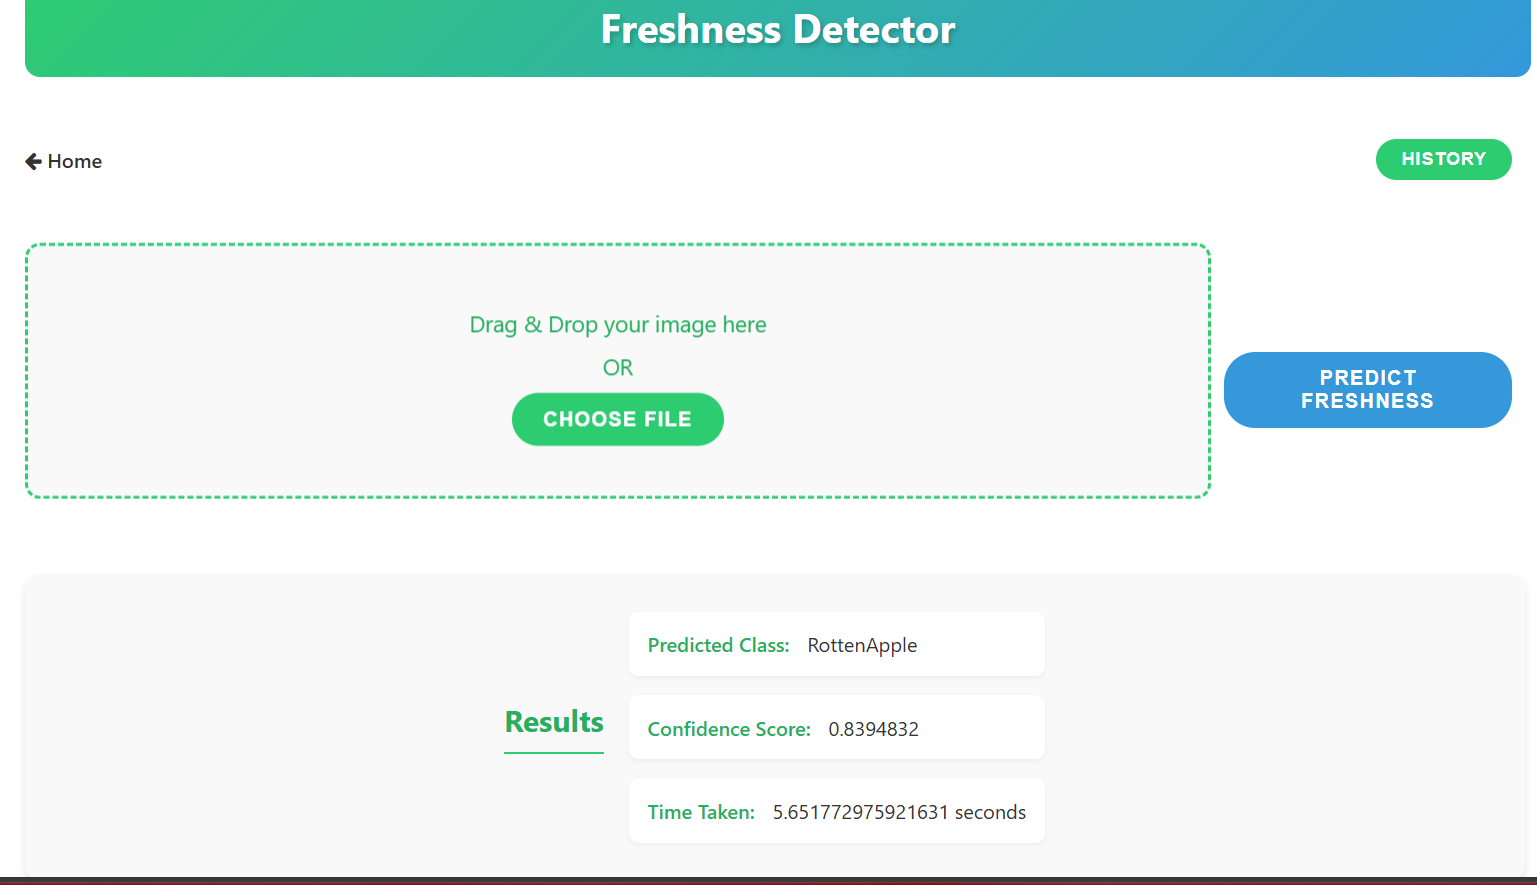 Freshness Detector
Home
HISTORY
Drag & Drop your image here
OR
CHOOSE FILE
PREDICT
FRESHNESS
Results
Predicted Class: RottenApple
Confidence Score: 0.8394832
Time Taken: 5.651772975921631 seconds